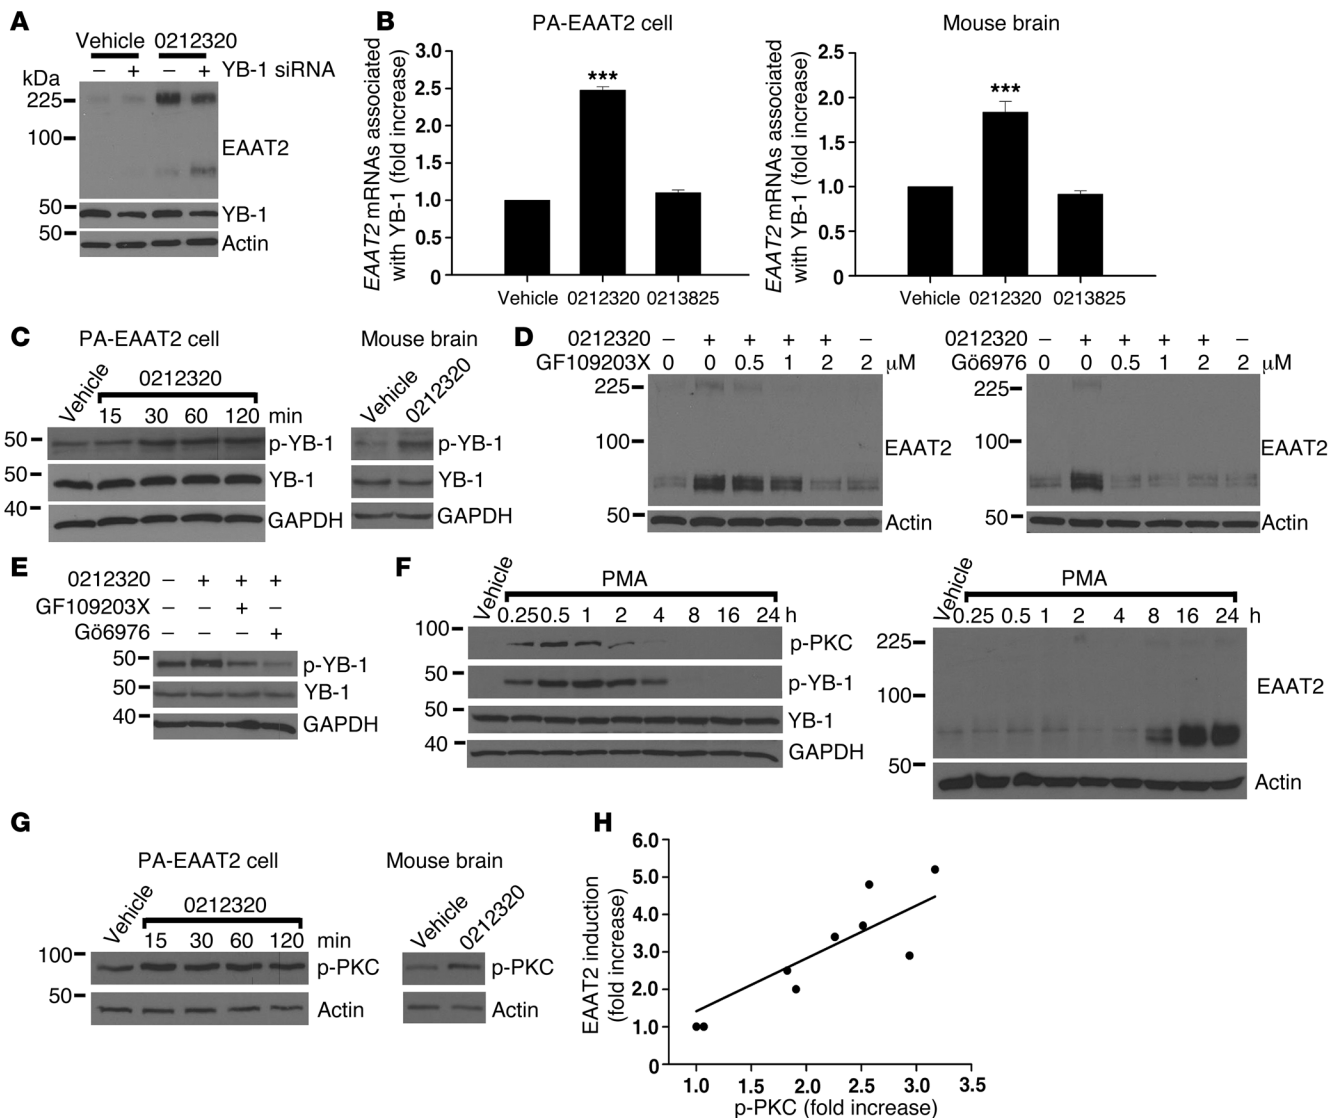 A
Vehicle 0212320
– + – + YB-1 siRNA
kDa
225
100
EAAT2
50
YB-1
50
Actin
B
PA-EAAT2 cell
EAAT2 mRNAs associated
with YB-1 (fold increase)
3.0
2.5
2.0
1.5
1.0
0.5
0
***
Vehicle 0212320 0213825
Mouse brain
EAAT2 mRNAs associated
with YB-1 (fold increase)
2.5
2.0
1.5
1.0
0.5
0
***
Vehicle 0212320 0213825
C
PA-EAAT2 cell
Vehicle
0212320
15 30 60 120 min
50
p-YB-1
50
YB-1
40
GAPDH
Mouse brain
Vehicle
0212320
p-YB-1
YB-1
GAPDH
D
0212320 – + + + + –
GF109203X 0 0 0.5 1 2 2 µM
225
100
EAAT2
50
Actin
0212320 – + + + + –
Gö6976 0 0 0.5 1 2 2 µM
225
100
EAAT2
50
Actin
E
0212320 – + + +
GF109203X – – + –
Gö6976 – – – +
50
p-YB-1
50
YB-1
40
GAPDH
F
Vehicle
PMA
0.25 0.5 1 2 4 8 16 24 h
100
p-PKC
50
p-YB-1
50
YB-1
40
GAPDH
Vehicle
PMA
0.25 0.5 1 2 4 8 16 24 h
225
100
EAAT2
50
Actin
G
PA-EAAT2 cell
Vehicle
0212320
15 30 60 120 min
100
p-PKC
50
Actin
Mouse brain
Vehicle
0212320
p-PKC
Actin
H
EAAT2 induction
(fold increase)
6.0
5.0
4.0
3.0
2.0
1.0
0
1.0 1.5 2.0 2.5 3.0 3.5
p-PKC (fold increase)